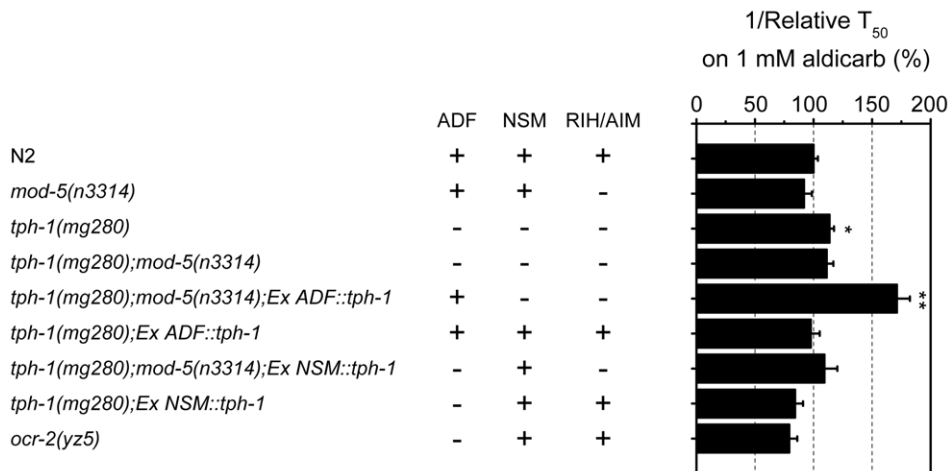 1/Relative T50
on 1 mM aldicarb (%)
0 50 100 150 200
ADF NSM RIH/AIM
N2 + + +
mod-5(n3314) + + -
tph-1(mg280) - - - *
tph-1(mg280);mod-5(n3314) - - -
tph-1(mg280);mod-5(n3314);Ex ADF::tph-1 + - - **
tph-1(mg280);Ex ADF::tph-1 + + +
tph-1(mg280);mod-5(n3314);Ex NSM::tph-1 - + -
tph-1(mg280);Ex NSM::tph-1 - + +
ocr-2(yz5) - + +